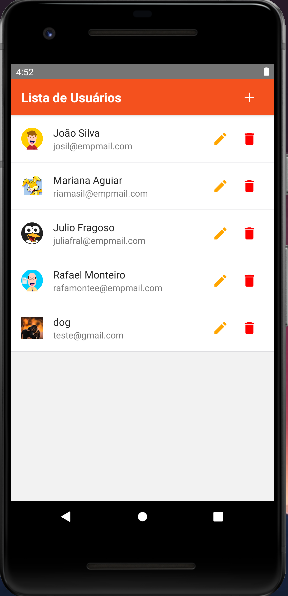 4:52
Lista de Usuários
João Silva
josil@empmail.com
Mariana Aguiar
riamasil@empmail.com
Julio Fragoso
juliafral@empmail.com
Rafael Monteiro
rafamontee@empmail.com
dog
teste@gmail.com